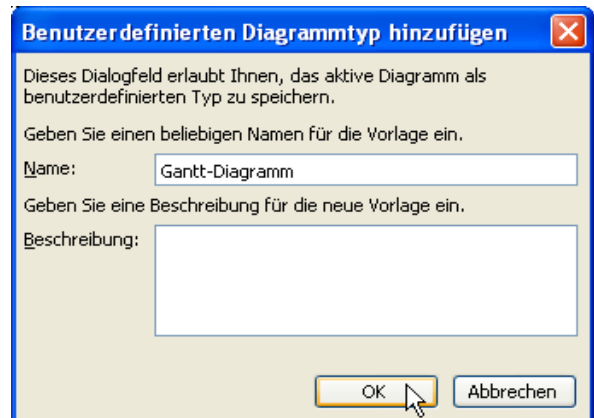 Benutzerdefinierten Diagrammtyp hinzufügen
Dieses Dialogfeld erlaubt Ihnen, das aktive Diagramm als
benutzerdefinierten Typ zu speichern.
Geben Sie einen beliebigen Namen für die Vorlage ein.
Name: Gantt-Diagramm
Geben Sie eine Beschreibung für die neue Vorlage ein.
Beschreibung:
OK Abbrechen